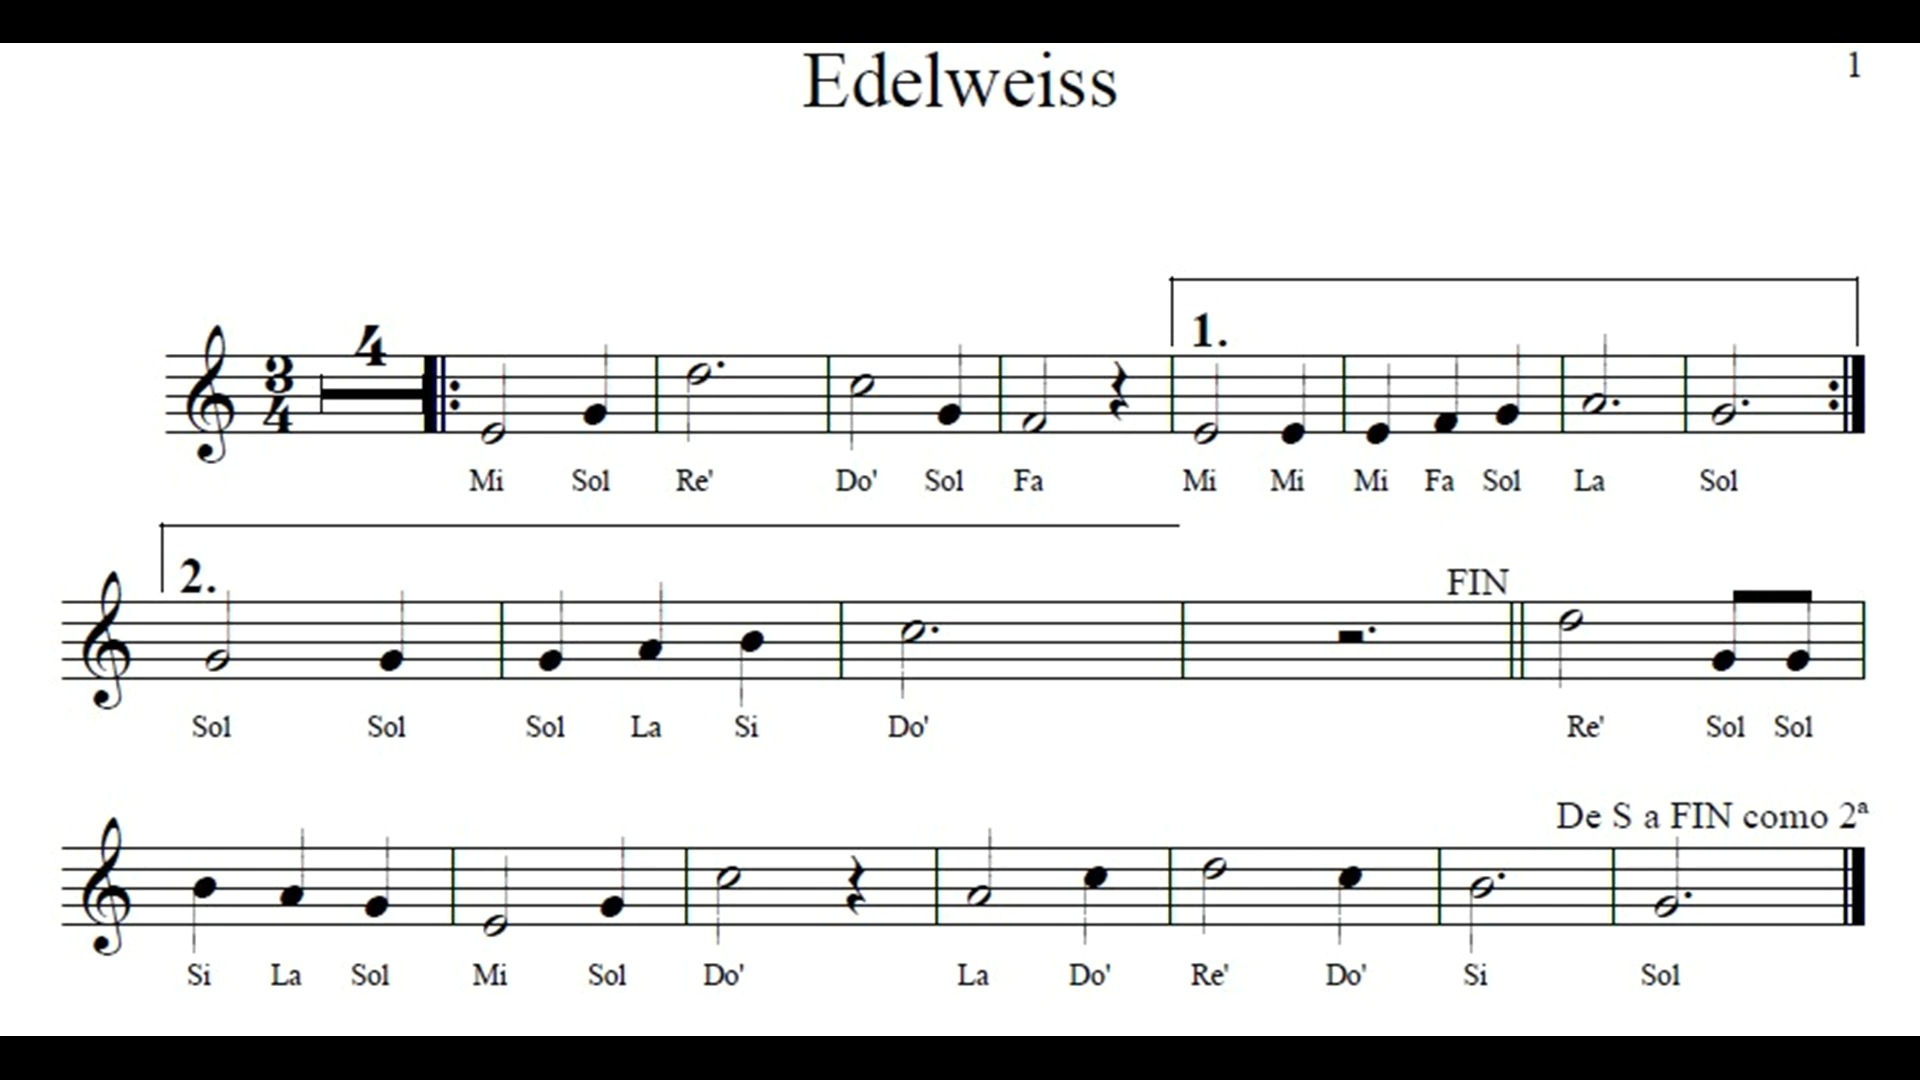 Edelweiss
1
4
3
4
1.
Mi Sol Re' Do' Sol Fa Mi Mi Mi Fa Sol La Sol
2.
FIN
Sol Sol Sol La Si Do' Re' Sol Sol
De S a FIN como 2ª
Si La Sol Mi Sol Do' La Do' Re' Do' Si Sol